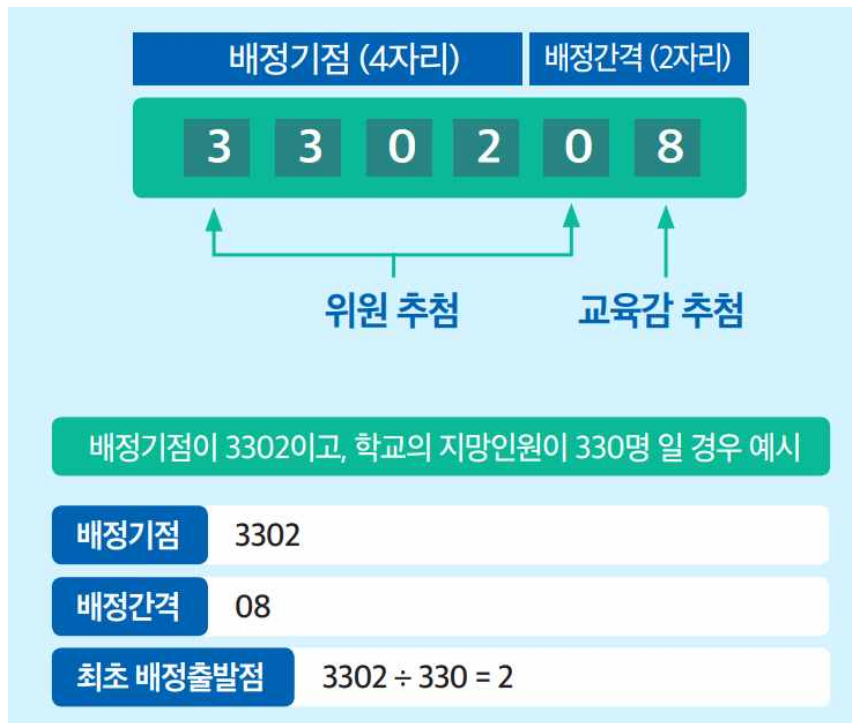 배정기점 (4자리) 배정간격 (2자리)
3 3 0 2 0 8
위원 추첨 교육감 추첨
배정기점이 3302이고, 학교의 지망인원이 330명 일 경우 예시
배정기점 3302
배정간격 08
최초 배정출발점 3302 ÷ 330 = 2